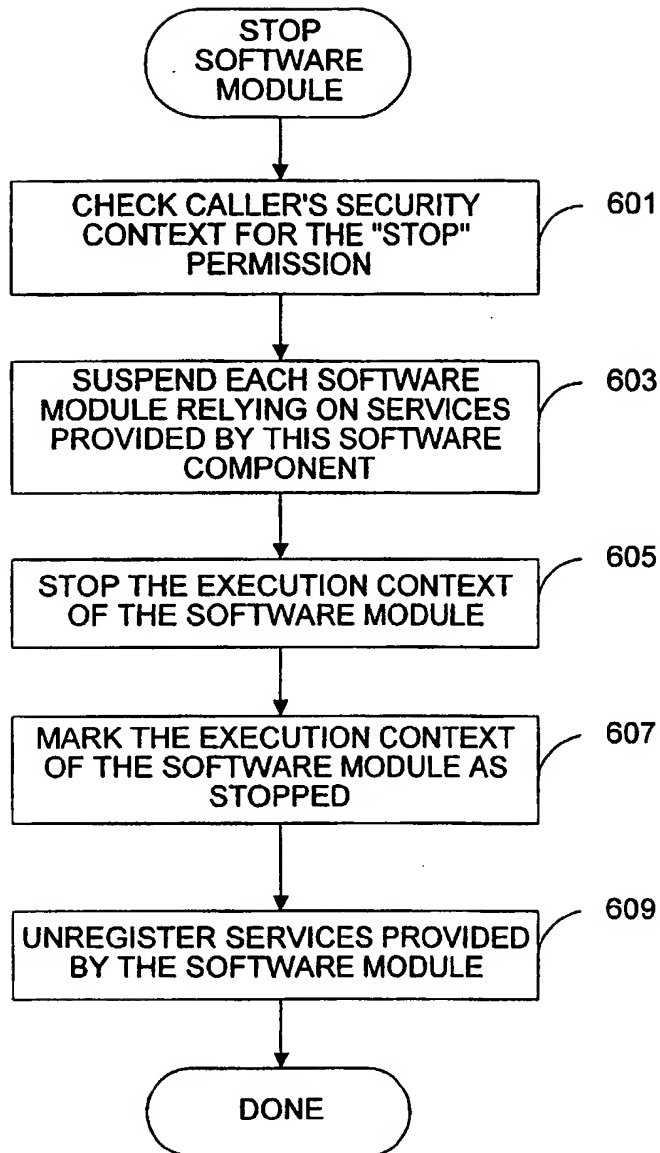 STOP
SOFTWARE
MODULE
CHECK CALLER'S SECURITY
CONTEXT FOR THE "STOP"
PERMISSION
601
SUSPEND EACH SOFTWARE
MODULE RELYING ON SERVICES
PROVIDED BY THIS SOFTWARE
COMPONENT
603
STOP THE EXECUTION CONTEXT
OF THE SOFTWARE MODULE
605
MARK THE EXECUTION CONTEXT
OF THE SOFTWARE MODULE AS
STOPPED
607
UNREGISTER SERVICES PROVIDED
BY THE SOFTWARE MODULE
609
DONE